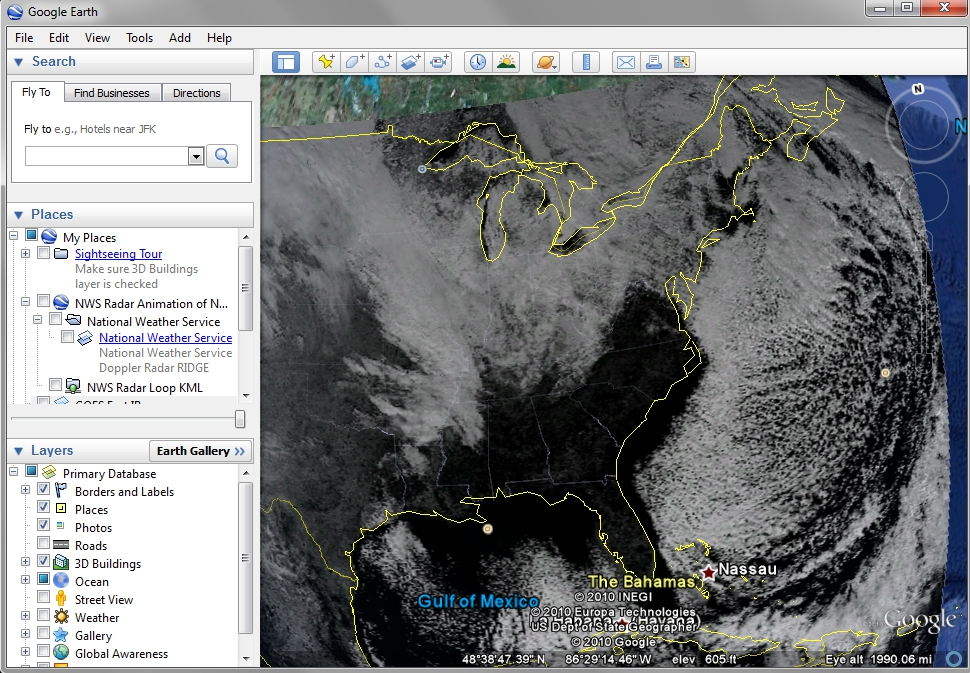 Google Earth
File Edit View Tools Add Help
Search
Fly To Find Businesses Directions
Fly to e.g., Hotels near JFK
Places
My Places
Sightseeing Tour
Make sure 3D Buildings
layer is checked
NWS Radar Animation of N...
National Weather Service
National Weather Service
National Weather Service
Doppler Radar RIDGE
NWS Radar Loop KML
Layers
Earth Gallery >>
Primary Database
Borders and Labels
Places
Photos
Roads
3D Buildings
Ocean
Street View
Weather
Gallery
Global Awareness
N
N
Nassau
The Bahamas
Gulf of Mexico
© 2010 INEGI
© 2010 Europa Technologies
(Havana)
US Dept of State Geographer
© 2010 Google
Google
48°38'47.39" N 86°29'14.46" W elev 605 ft Eye alt 1990.06 mi